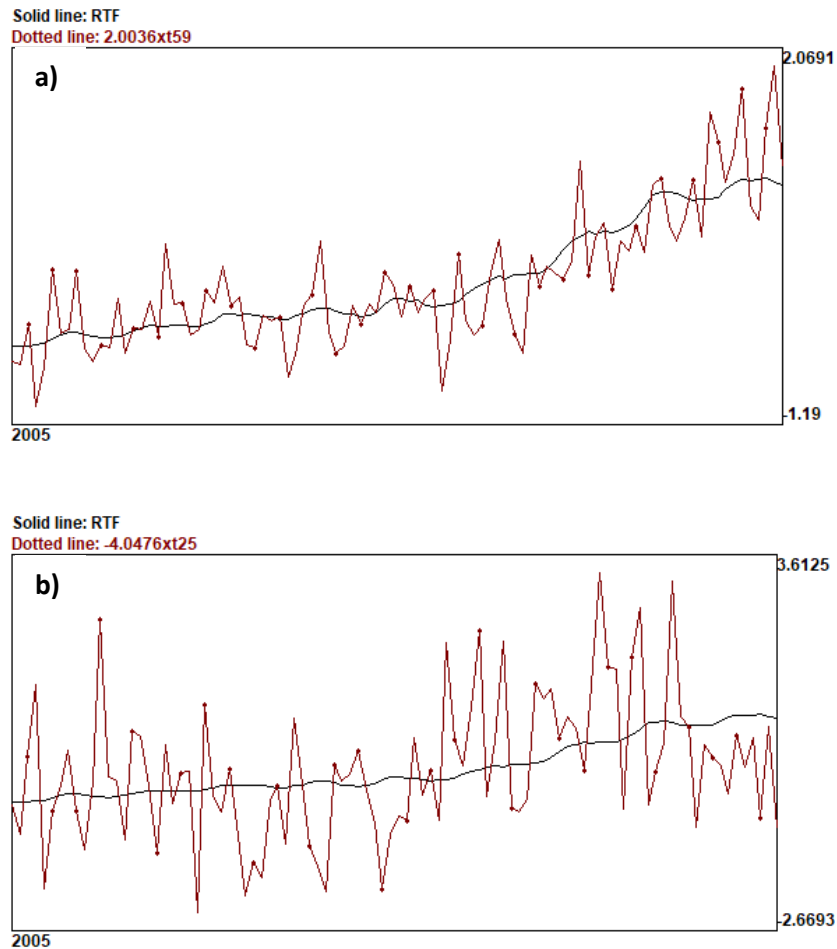 Solid line: RTF
Dotted line: 2.0036xt59
a)
2.0691
-1.19
2005
Solid line: RTF
Dotted line: -4.0476xt25
b)
3.6125
-2.6693
2005